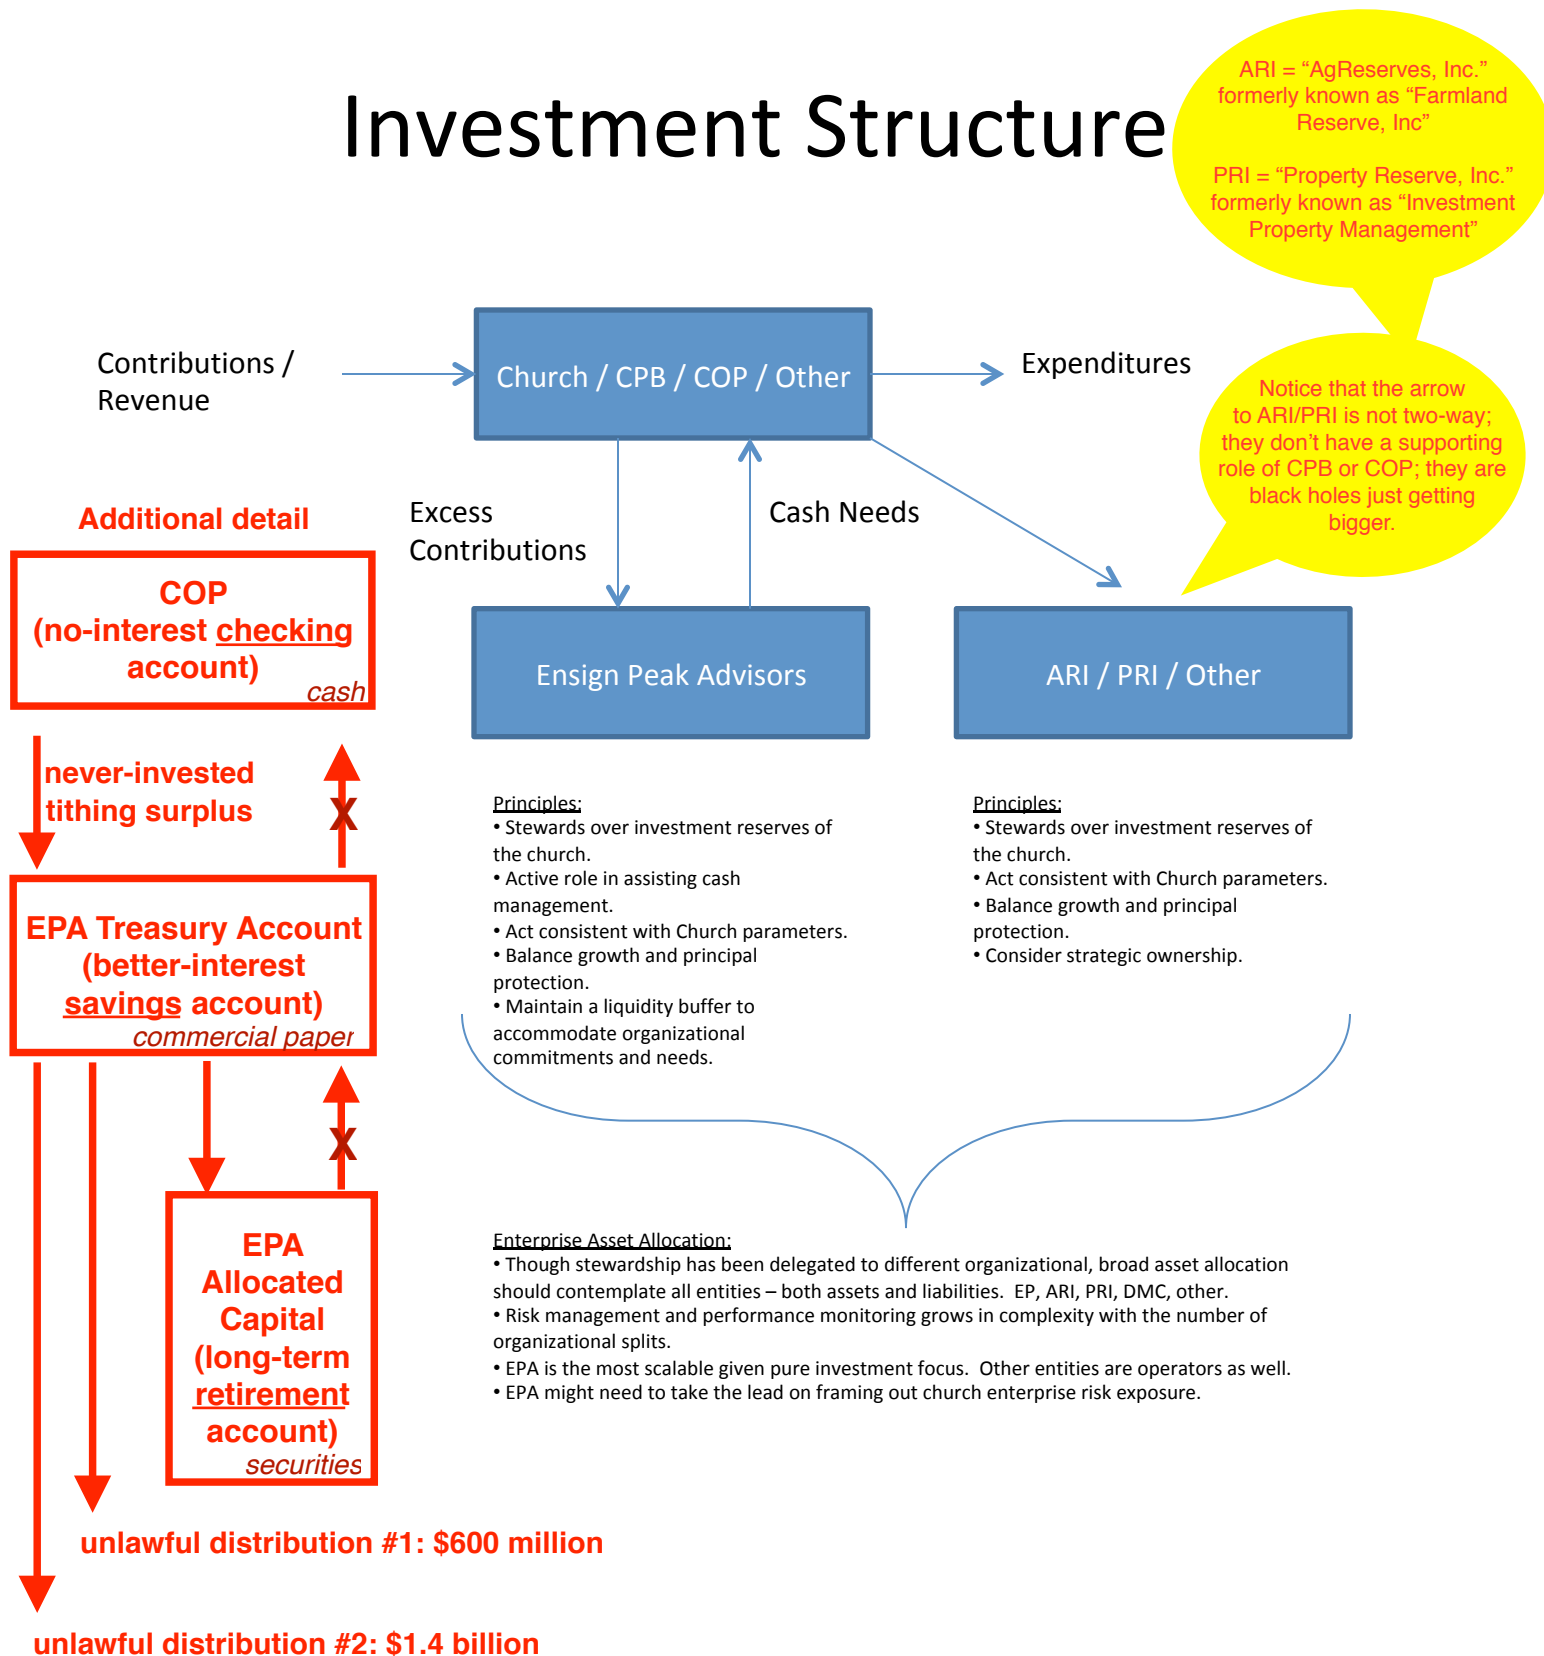 Investment Structure
ARI = “AgReserves, Inc.”
formerly known as “Farmland
Reserve, Inc”
PRI = “Property Reserve, Inc.”
formerly known as “Investment
Property Management”
Contributions /
Revenue
Church / CPB / COP / Other
Expenditures
Notice that the arrow
to ARI/PRI is not two-way;
they don’t have a supporting
role of CPB or COP; they are
black holes just getting
bigger.
Excess
Contributions
Cash Needs
Ensign Peak Advisors
ARI / PRI / Other
Additional detail
COP
(no-interest checking
account)
cash
never-invested
tithing surplus
X
EPA Treasury Account
(better-interest
savings account)
commercial paper
X
EPA
Allocated
Capital
(long-term
retirement
account)
securities
unlawful distribution #1: $600 million
unlawful distribution #2: $1.4 billion
Principles:
• Stewards over investment reserves of
the church.
• Active role in assisting cash
management.
• Act consistent with Church parameters.
• Balance growth and principal
protection.
• Maintain a liquidity buffer to
accommodate organizational
commitments and needs.
Principles:
• Stewards over investment reserves of
the church.
• Act consistent with Church parameters.
• Balance growth and principal
protection.
• Consider strategic ownership.
Enterprise Asset Allocation:
• Though stewardship has been delegated to different organizational, broad asset allocation
should contemplate all entities – both assets and liabilities.  EP, ARI, PRI, DMC, other.
• Risk management and performance monitoring grows in complexity with the number of
organizational splits.
• EPA is the most scalable given pure investment focus.  Other entities are operators as well.
• EPA might need to take the lead on framing out church enterprise risk exposure.